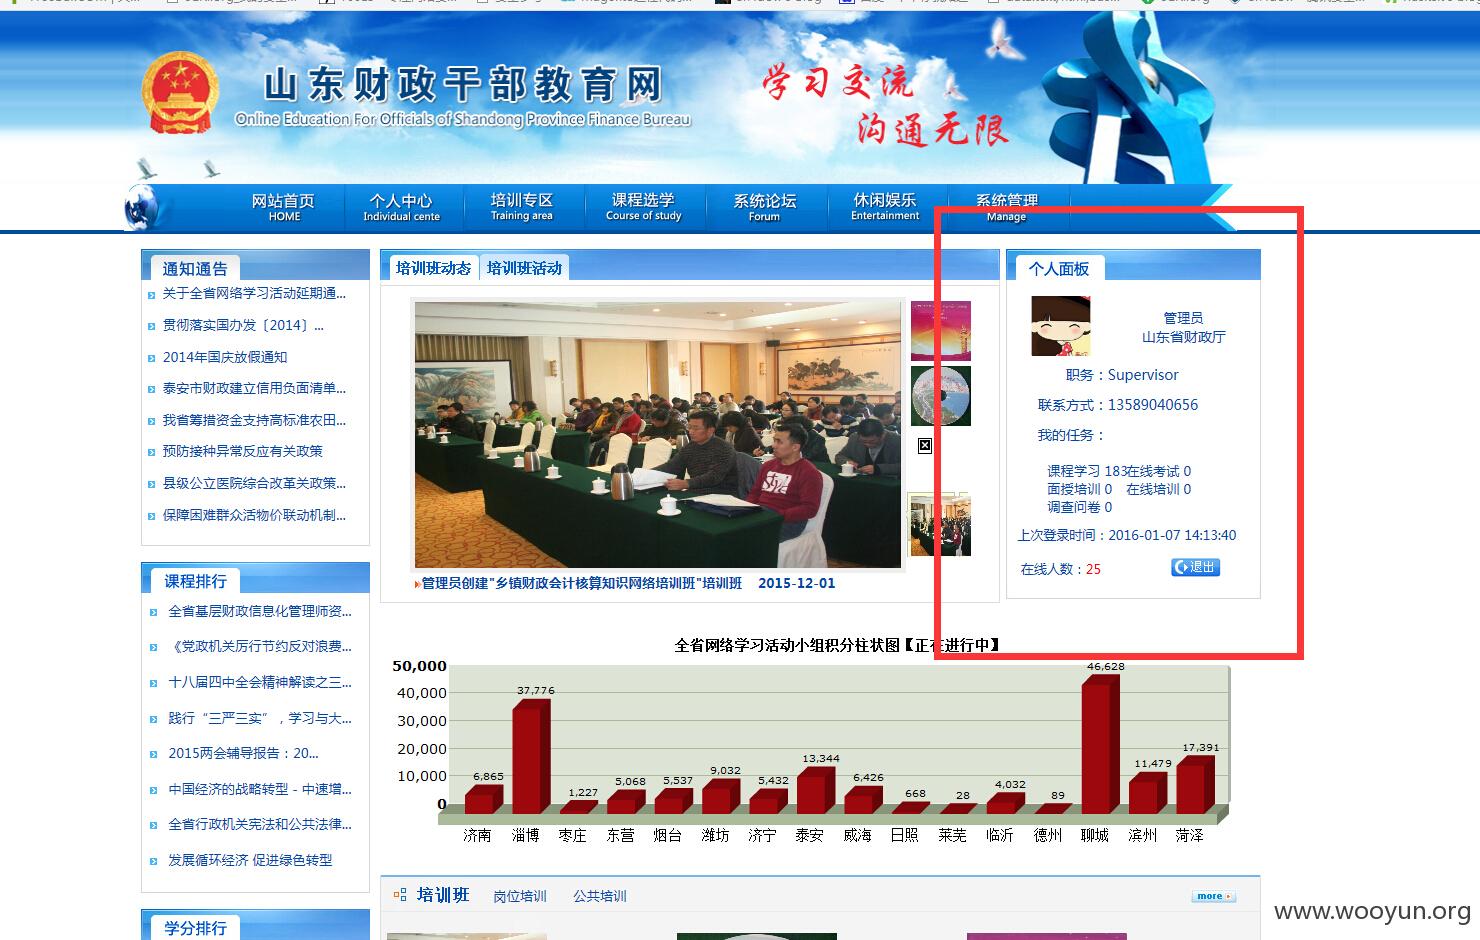 山东财政干部教育网
Online Education For Officials of Shandong Province Finance Bureau
学习交流
沟通无限
网站首页 个人中心 培训专区 课程选学 系统论坛 休闲娱乐 系统管理
HOME Individual cente Training area Course of study Forum Entertainment Manage
通知通告
关于全省网络学习活动延期通...
贯彻落实国办发〔2014〕...
2014年国庆放假通知
泰安市财政建立信用负面清单...
我省筹措资金支持高标准农田...
预防接种异常反应有关政策
县级公立医院综合改革关政策...
保障困难群众活物价联动机制...
课程排行
全省基层财政信息化管理师资...
《党政机关厉行节约反对浪费...
十八届四中全会精神解读之三...
践行“三严三实”，学习与大...
2015两会辅导报告：20...
中国经济的战略转型－中速增...
全省行政机关宪法和公共法律...
发展循环经济 促进绿色转型
学分排行
培训班动态 培训班活动
管理员创建"乡镇财政会计核算知识网络培训班"培训班 2015-12-01
个人面板
管理员
山东省财政厅
职务：Supervisor
联系方式：13589040656
我的任务：
课程学习 183在线考试 0
面授培训 0 在线培训 0
调查问卷 0
上次登录时间：2016-01-07 14:13:40
在线人数：25 退出
全省网络学习活动小组积分柱状图【正在进行中】
50,000
40,000
30,000
20,000
10,000
0
6,865 37,776 1,227 5,068 5,537 9,032 5,432 13,344 6,426 668 28 4,032 89 46,628 11,479 17,391
济南 淄博 枣庄 东营 烟台 潍坊 济宁 泰安 威海 日照 莱芜 临沂 德州 聊城 滨州 菏泽
培训班 岗位培训 公共培训 more
www.wooyun.org